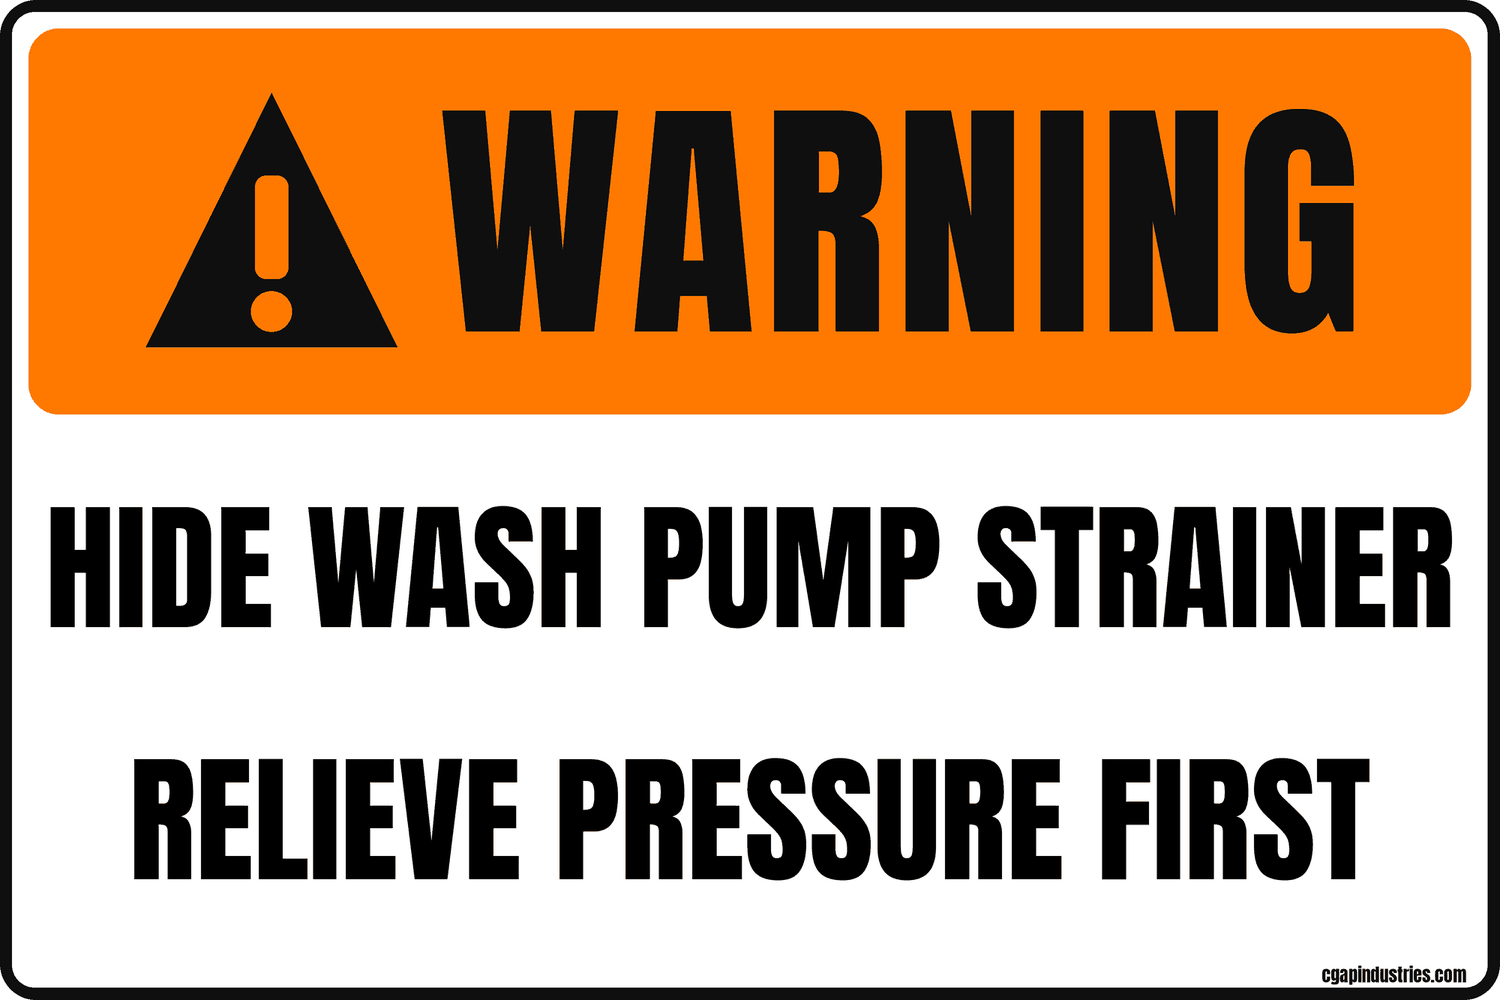 WARNING
HIDE WASH PUMP STRAINER
RELIEVE PRESSURE FIRST
cgapindustries.com